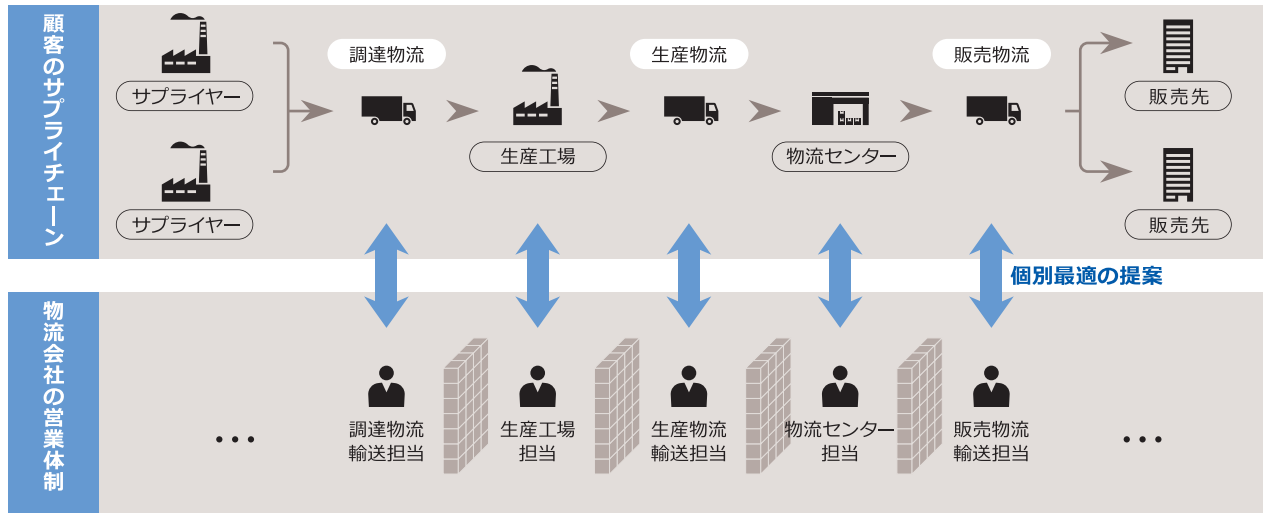 顧客のサプライチェーン
サプライヤー
サプライヤー
調達物流
生産工場
生産物流
物流センター
販売物流
販売先
販売先
個別最適の提案
物流会社の営業体制
•••
調達物流
輸送担当
生産工場
担当
生産物流
輸送担当
物流センター
担当
販売物流
輸送担当
•••